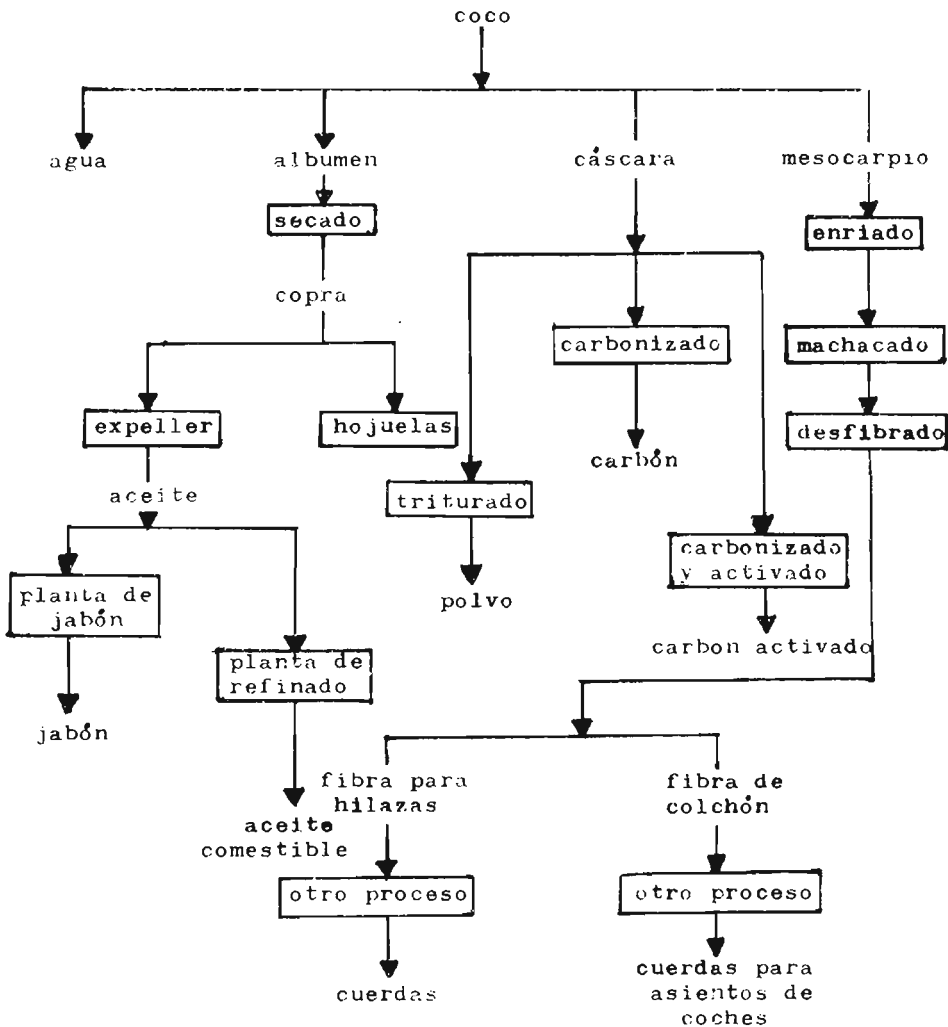 coco
agua
albumen
cáscara
mesocarpio
secado
enriado
copra
carbonizado
machacado
expeller
hojuelas
desfibrado
carbón
aceite
triturado
carbonizado
y activado
planta de
jabón
polvo
carbon activado
planta de
refinado
jabón
fibra para
hilazas
fibra de
colchón
aceite
comestible
otro proceso
otro proceso
cuerdas
cuerdas para
asientos de
coches